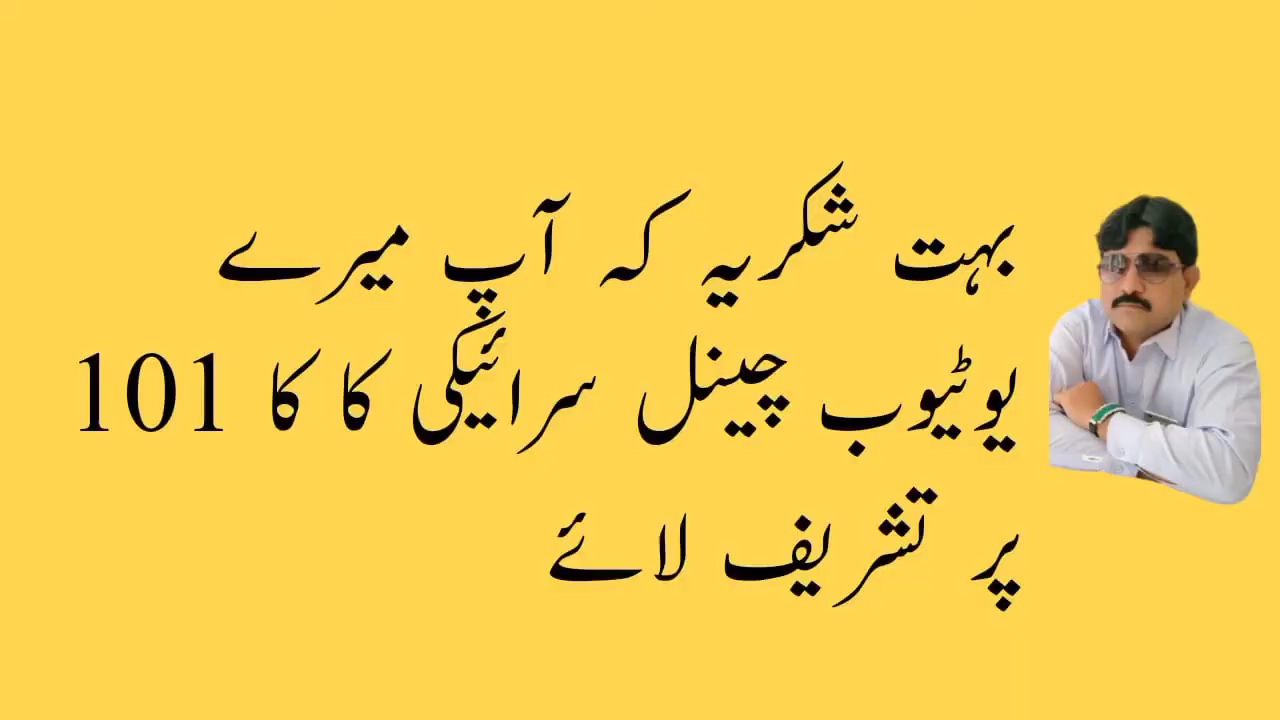 بہت شکریہ کہ آپ میرے
یوٹیوب چینل سرائیکی کا کا 101
پر تشریف لائے